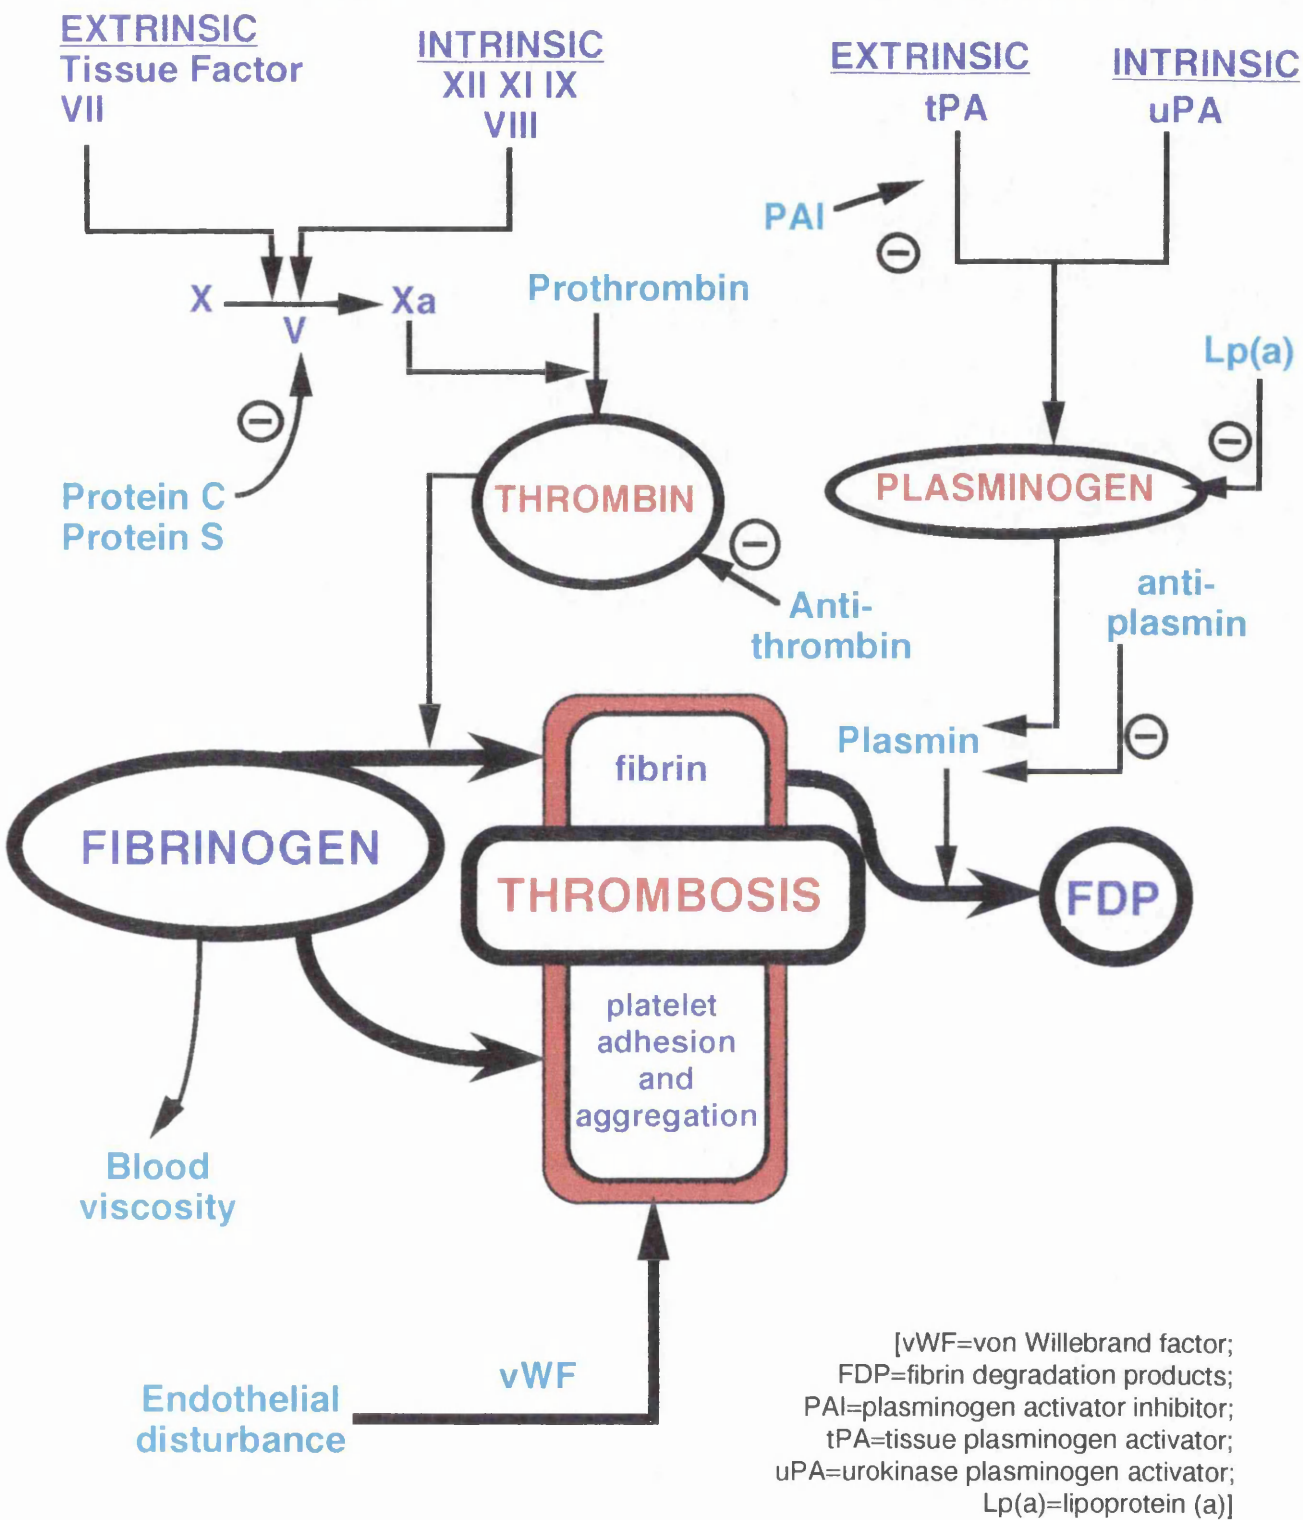 EXTRINSIC
Tissue Factor
VII
INTRINSIC
XII XI IX
VIII
EXTRINSIC
tPA
INTRINSIC
uPA
PAI
X
V
Xa
Prothrombin
Lp(a)
Protein C
Protein S
THROMBIN
PLASMINOGEN
Anti-
thrombin
anti-
plasmin
Plasmin
fibrin
FIBRINOGEN
THROMBOSIS
FDP
platelet
adhesion
and
aggregation
Blood
viscosity
vWF
Endothelial
disturbance
[vWF=von Willebrand factor;
FDP=fibrin degradation products;
PAI=plasminogen activator inhibitor;
tPA=tissue plasminogen activator;
uPA=urokinase plasminogen activator;
Lp(a)=lipoprotein (a)]